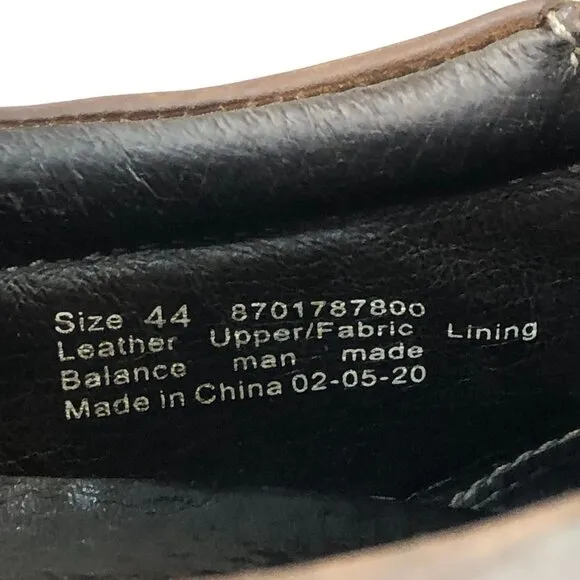 Size 44 8701787800
Leather Upper/Fabric Lining
Balance man made
Made in China 02-05-20